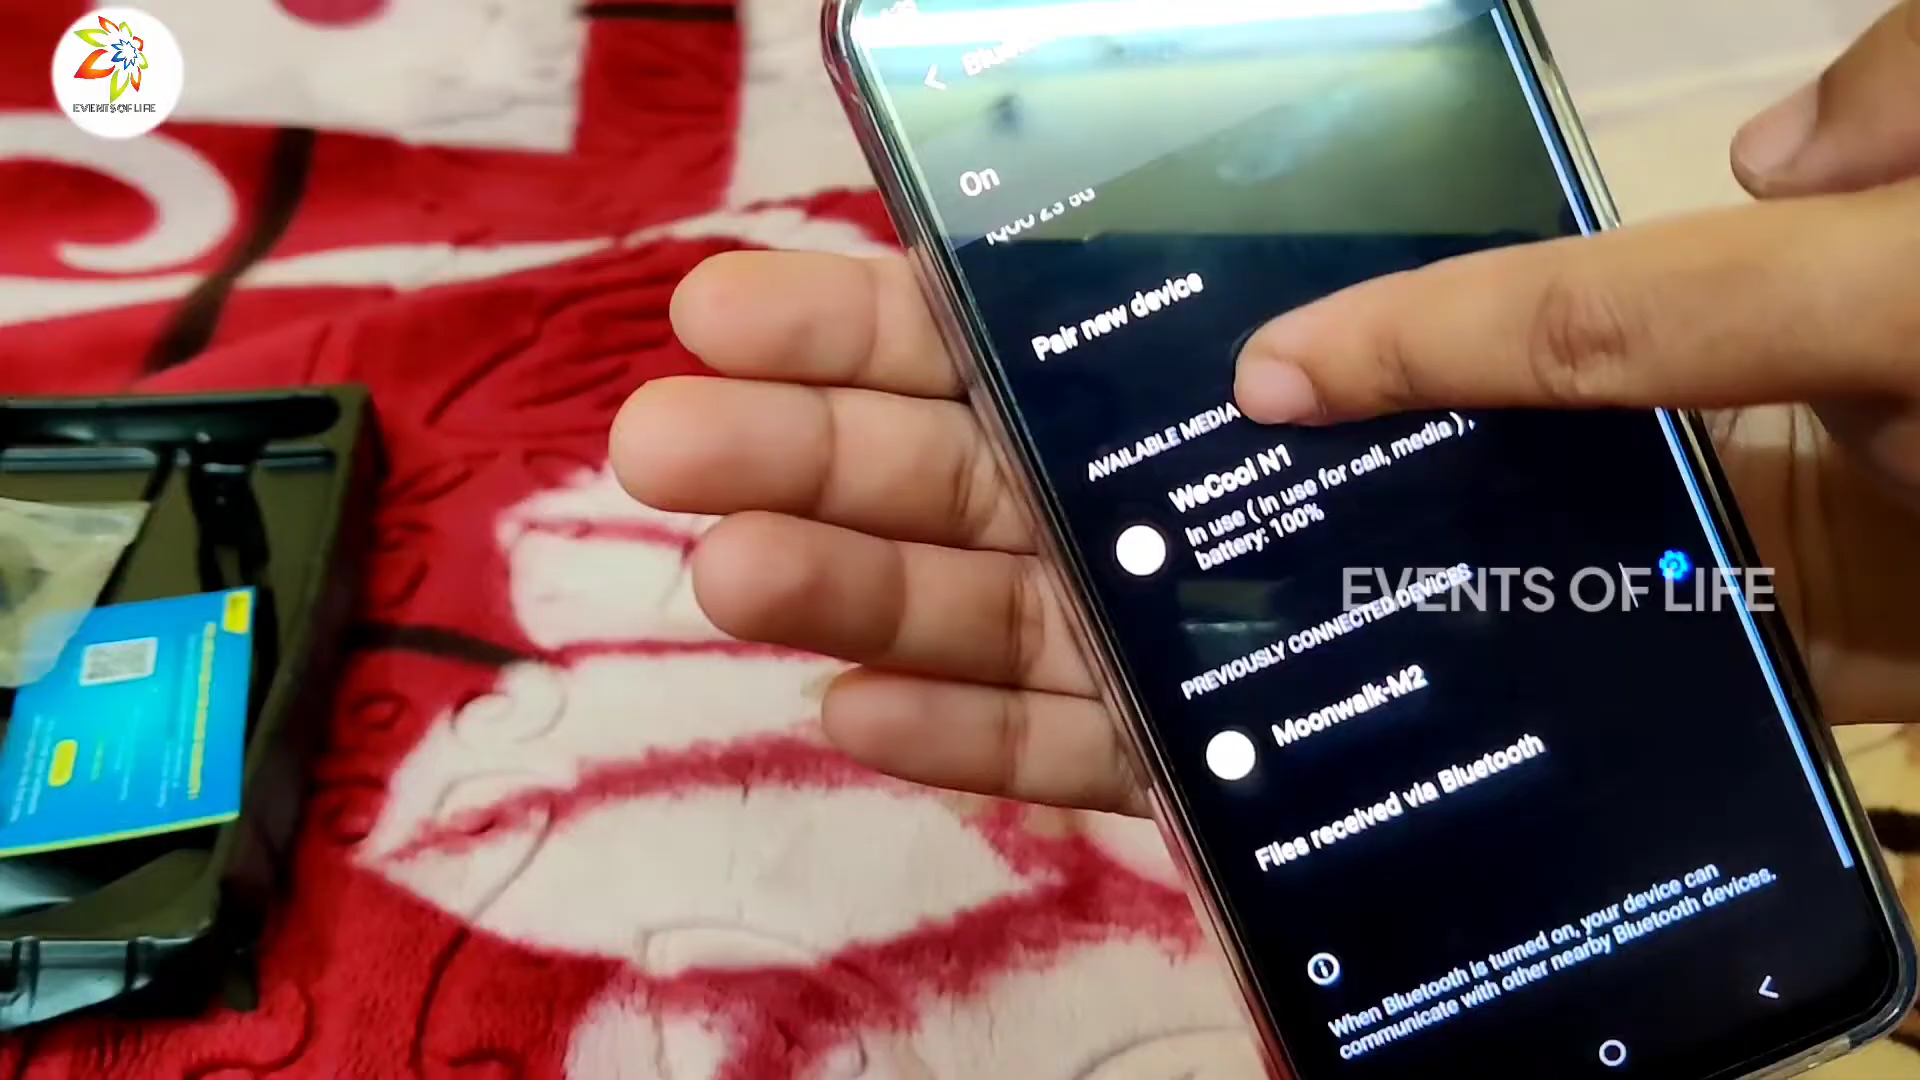 EVENTS OF LIFE
On
Pair new device
AVAILABLE MEDIA
WeCool N1
In use ( In use for call, media ),
battery: 100%
EVENTS OF LIFE
PREVIOUSLY CONNECTED DEVICES
Moonwalk-M2
Files received via Bluetooth
When Bluetooth is turned on, your device can
communicate with other nearby Bluetooth devices.